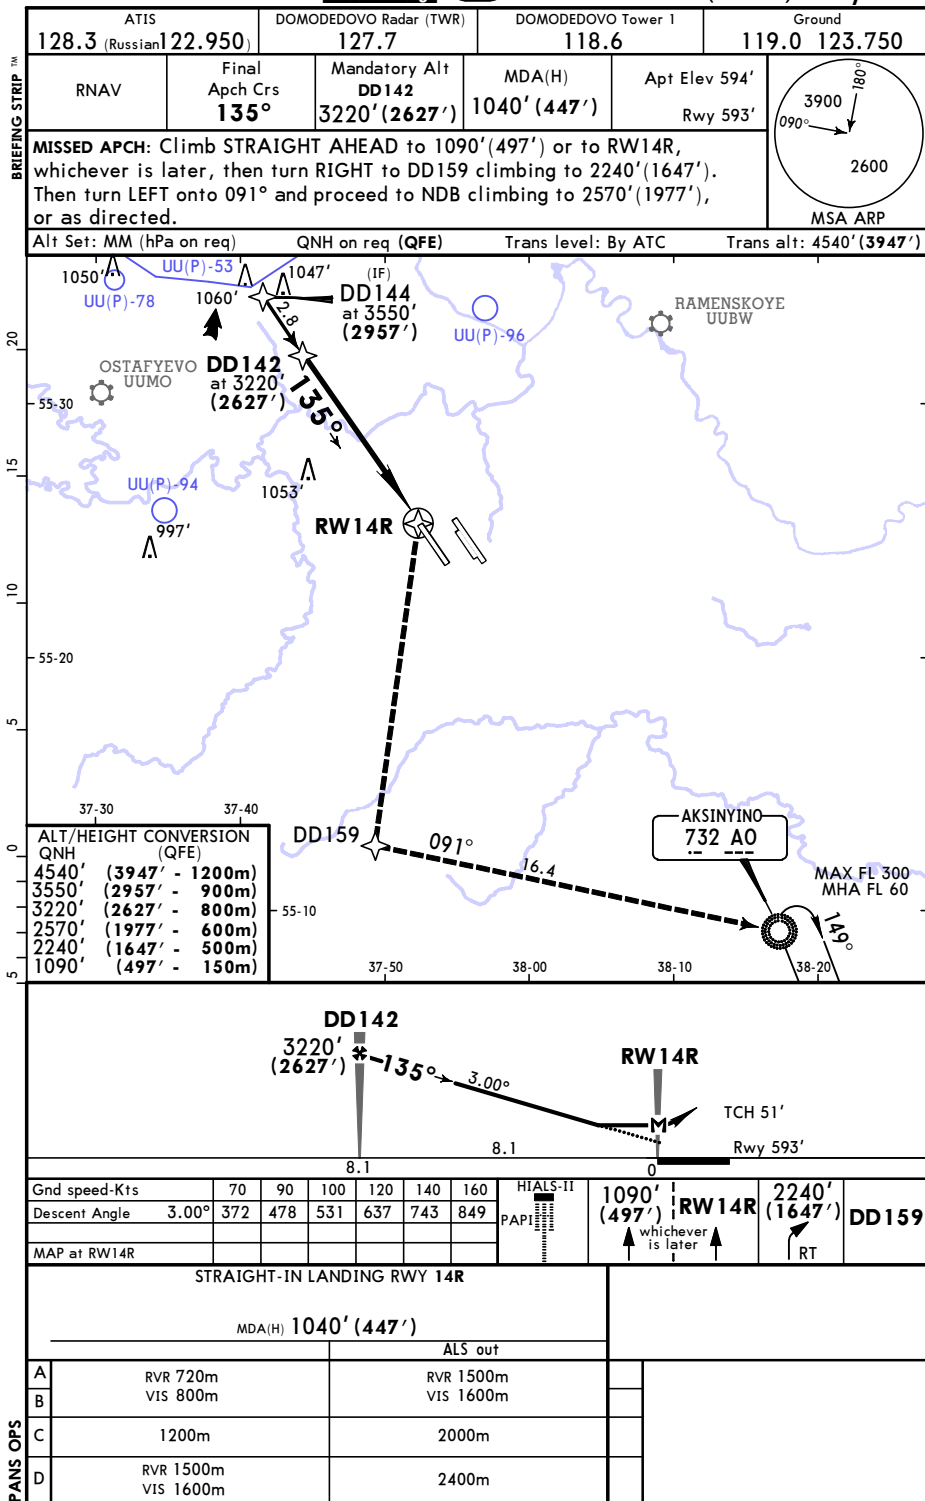 ATIS
128.3 (Russian 122.950)
DOMODEDOVO Radar (TWR)
127.7
DOMODEDOVO Tower 1
118.6
Ground
119.0 123.750
BRIEFING STRIP ™
RNAV
Final
Apch Crs
135°
Mandatory Alt
DD142
3220' (2627')
MDA(H)
1040' (447')
Apt Elev 594'
Rwy 593'
3900
180°
090°
2600
MSA ARP
MISSED APCH: Climb STRAIGHT AHEAD to 1090' (497') or to RW14R,
whichever is later, then turn RIGHT to DD159 climbing to 2240' (1647').
Then turn LEFT onto 091° and proceed to NDB climbing to 2570' (1977'),
or as directed.
Alt Set: MM (hPa on req) QNH on req (QFE) Trans level: By ATC Trans alt: 4540' (3947')
1050'
UU(P)-53
1047'
UU(P)-78
1060'
(IF)
DD144
at 3550'
(2957')
2.8
UU(P)-96
RAMENSKOYE
UUBW
OSTAFYEVO
UUMO
DD142
at 3220'
(2627')
135°
20
55-30
15
UU(P)-94
1053'
997'
RW14R
10
55-20
5
37-30
37-40
DD159
091°
16.4
AKSINYINO
732 AO
MAX FL 300
MHA FL 60
149°
0
55-10
5
37-50
38-00
38-10
38-20
ALT/HEIGHT CONVERSION
QNH (QFE)
4540' (3947' - 1200m)
3550' (2957' - 900m)
3220' (2627' - 800m)
2570' (1977' - 600m)
2240' (1647' - 500m)
1090' (497' - 150m)
DD142
3220'
(2627')
135°
3.00°
RW14R
TCH 51'
8.1
Rwy 593'
8.1
0
Gnd speed-Kts 70 90 100 120 140 160
Descent Angle 3.00° 372 478 531 637 743 849
MAP at RW14R
HIALS-II
PAPI
1090'
(497')
RW14R
whichever
is later
2240'
(1647')
RT
DD159
STRAIGHT-IN LANDING RWY 14R
MDA(H) 1040' (447')
ALS out
PANS OPS
A
B
RVR 720m
VIS 800m
RVR 1500m
VIS 1600m
C 1200m 2000m
D
RVR 1500m
VIS 1600m
2400m